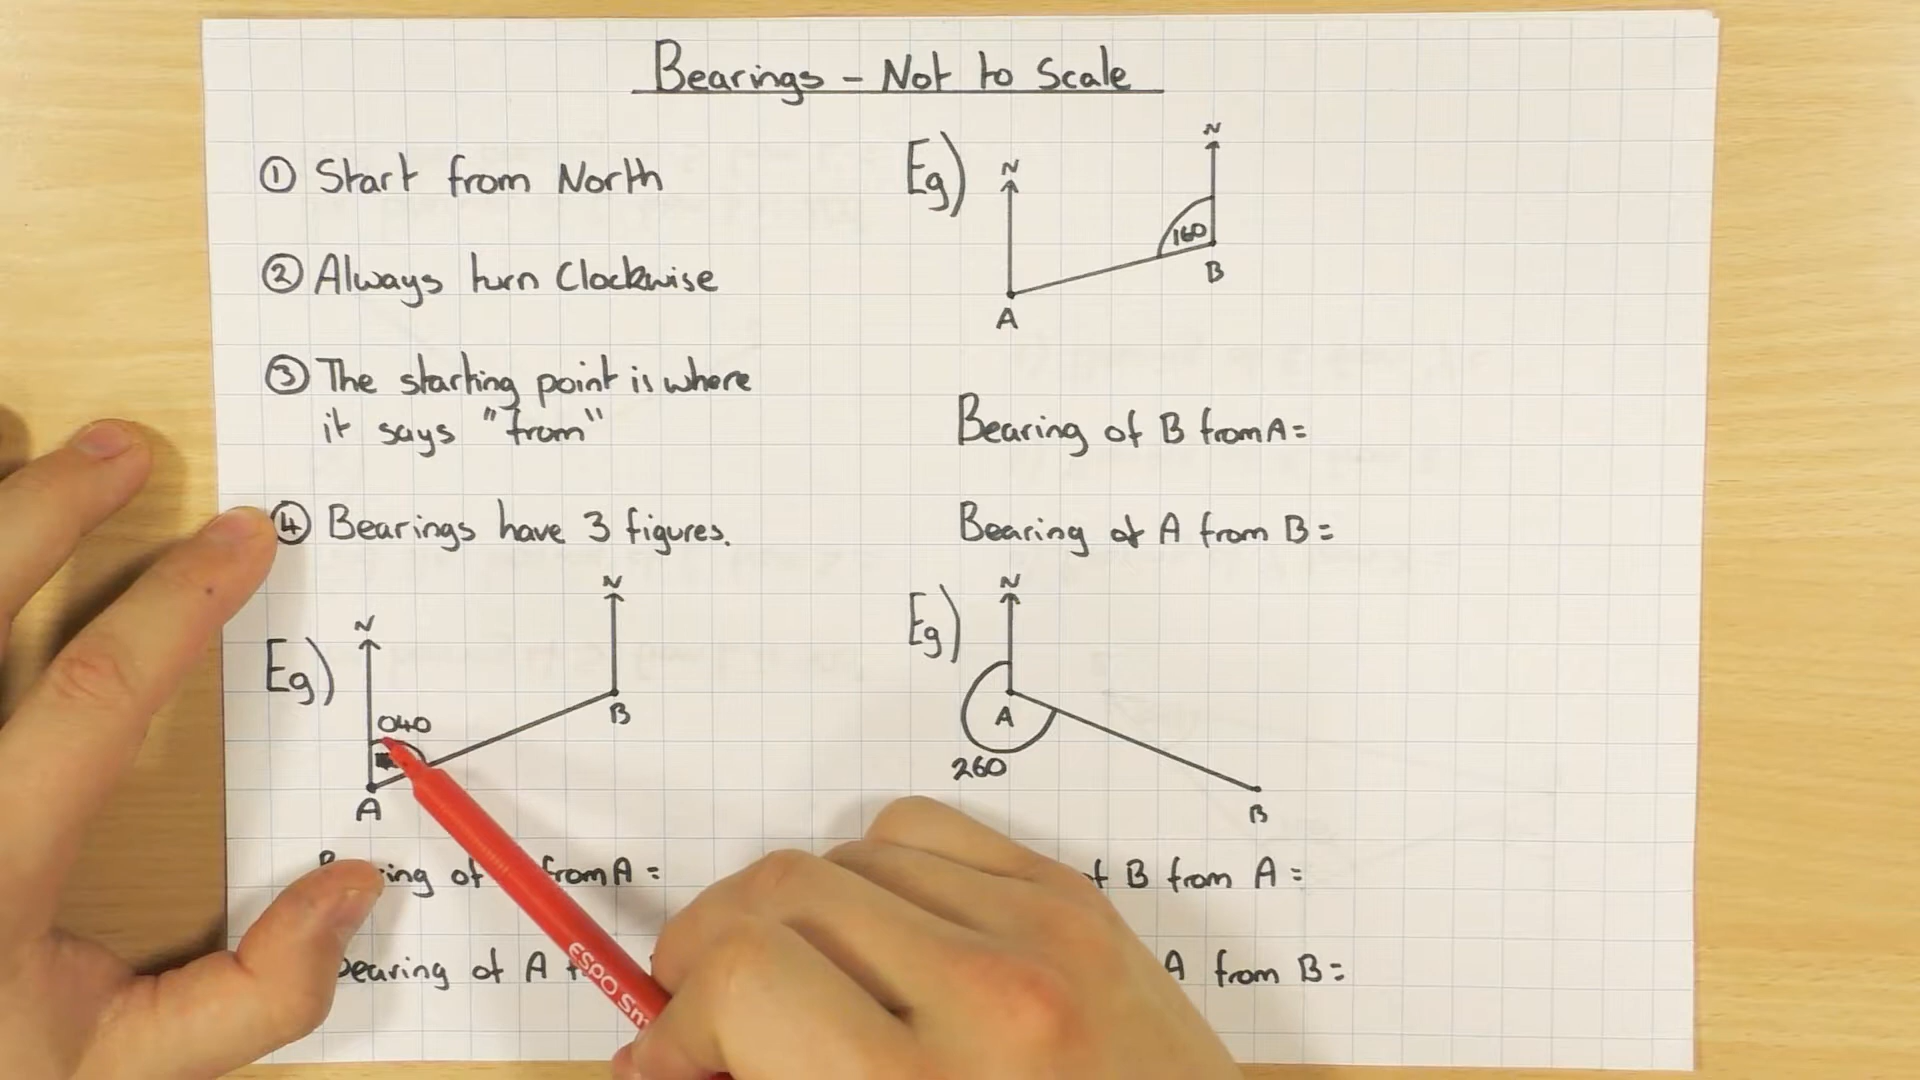 Bearings - Not to Scale
① Start from North
② Always turn Clockwise
③ The starting point is where
it says "from"
④ Bearings have 3 figures.
Eg)
N
N
040
A
B
from A =
bearing of A
Eg)
N
N
160
A
B
Bearing of B from A =
Bearing of A from B =
Eg)
N
A
260
B
B from A =
A from B =
ESPO